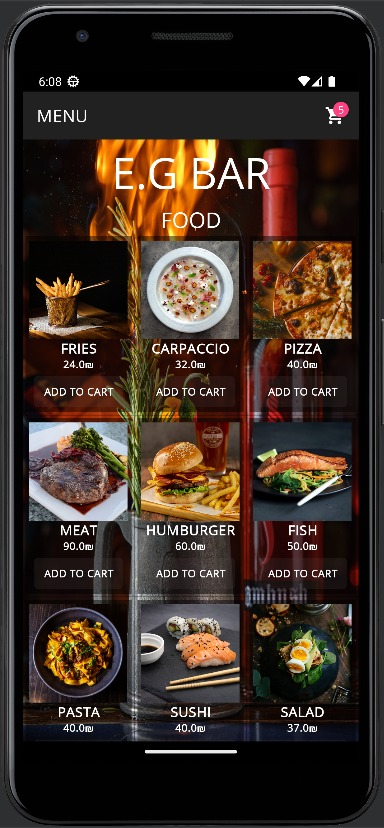 6:08
MENU
5
E.G BAR
FOOD
FRIES CARPACCIO PIZZA
24.0₪ 32.0₪ 40.0₪
ADD TO CART ADD TO CART ADD TO CART
MEAT HUMBURGER FISH
90.0₪ 60.0₪ 50.0₪
ADD TO CART ADD TO CART ADD TO CART
PASTA SUSHI SALAD
40.0₪ 40.0₪ 37.0₪